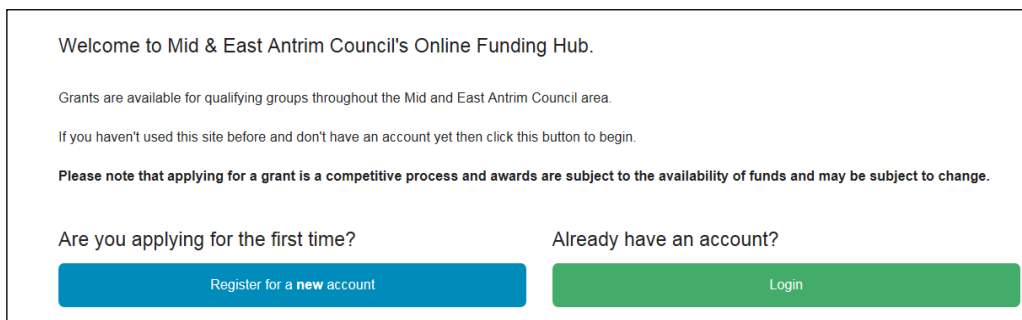 Welcome to Mid & East Antrim Council's Online Funding Hub.
Grants are available for qualifying groups throughout the Mid and East Antrim Council area.
If you haven't used this site before and don't have an account yet then click this button to begin.
Please note that applying for a grant is a competitive process and awards are subject to the availability of funds and may be subject to change.
Are you applying for the first time?
Register for a new account
Already have an account?
Login